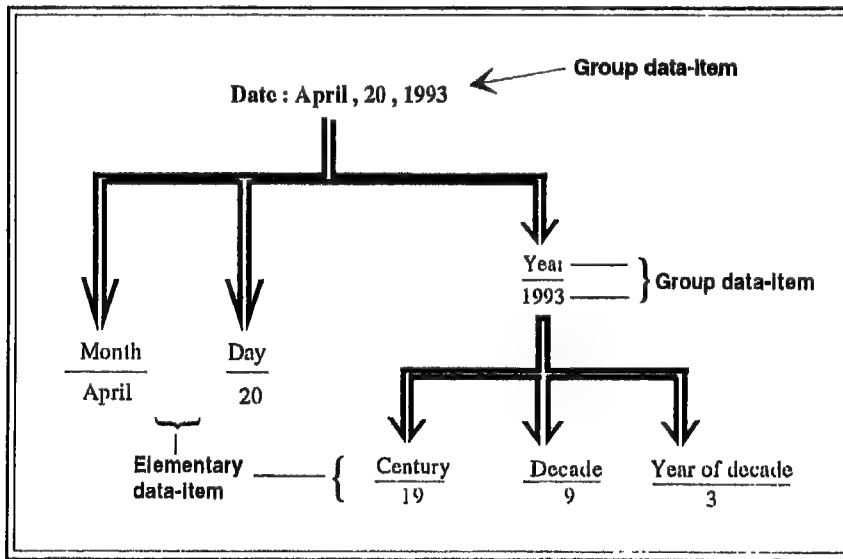 Group data-item
Date : April , 20 , 1993
Year
1993
Group data-item
Month
April
Day
20
Elementary
data-item
Century
19
Decade
9
Year of decade
3